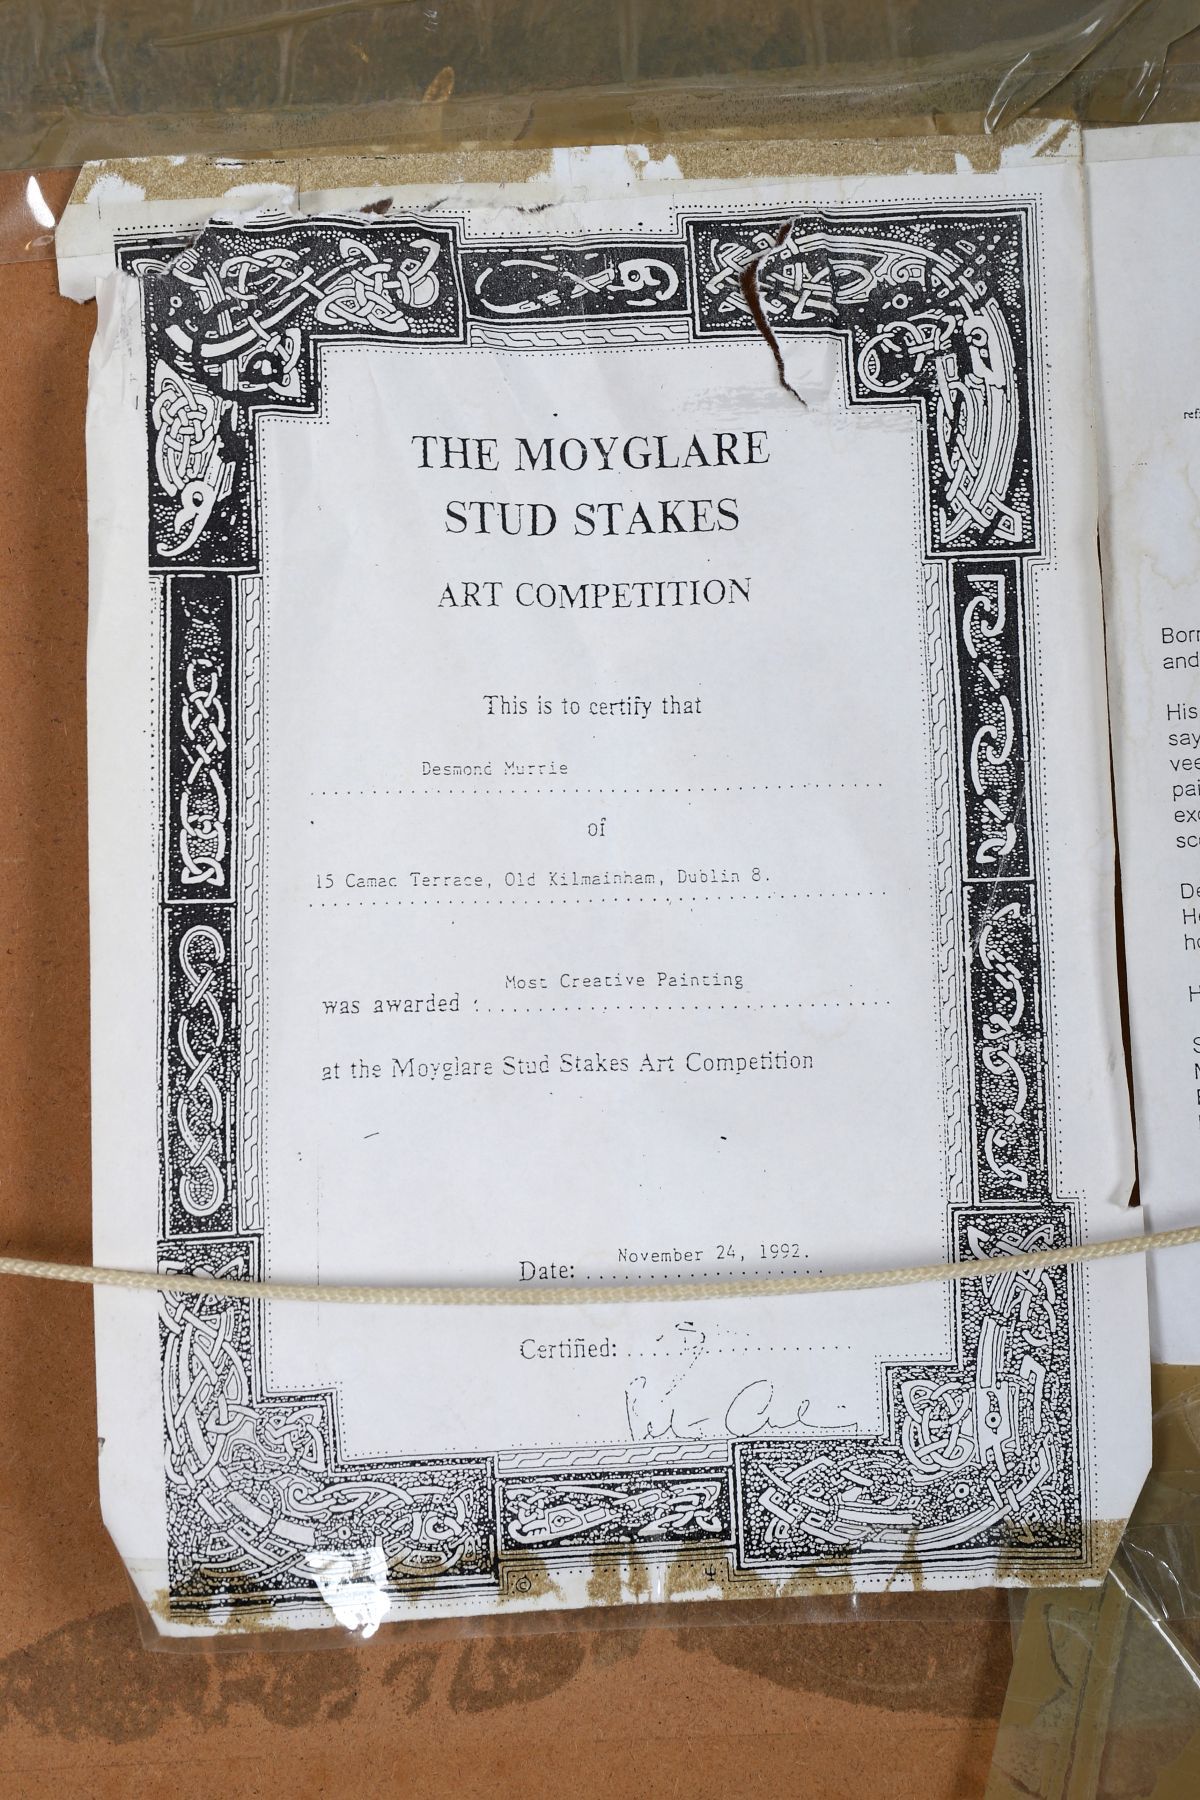 THE MOYGLARE
STUD STAKES
ART COMPETITION
This is to certify that
Desmond Murrie
of
15 Camac Terrace, Old Kilmainham, Dublin 8.
Most Creative Painting
was awarded :
at the Moyglare Stud Stakes Art Competition
November 24, 1992.
Date:
Certified:
©
Born
and
His
say